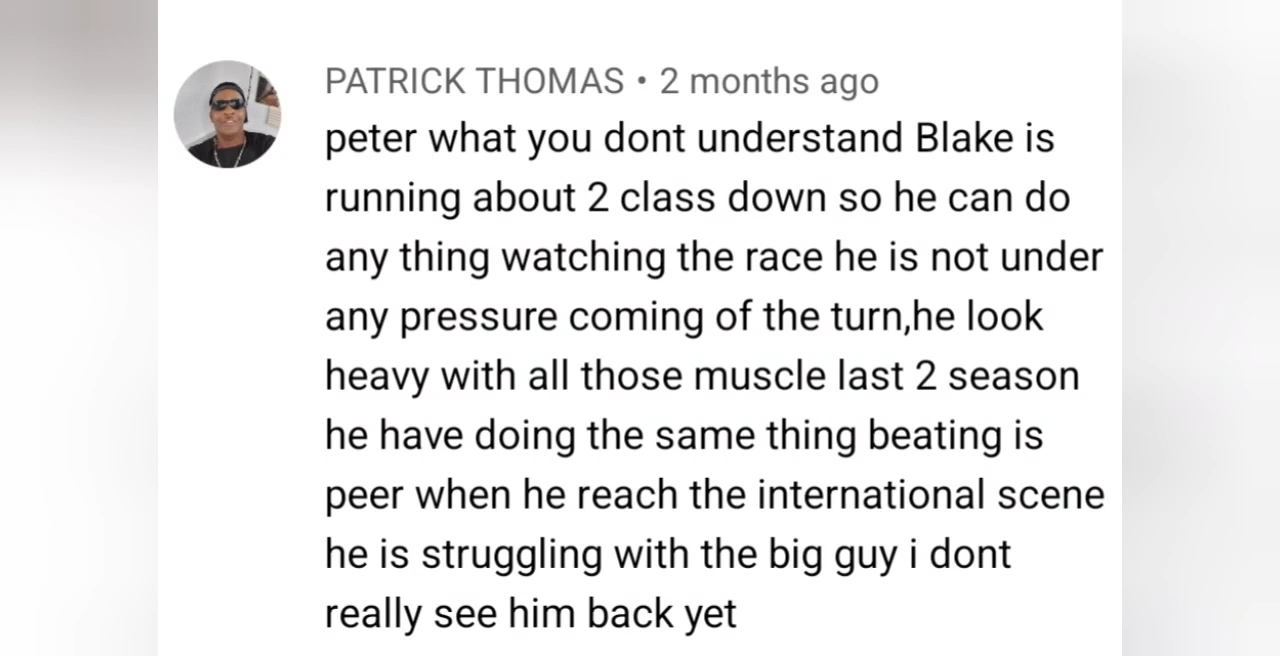 PATRICK THOMAS • 2 months ago
peter what you dont understand Blake is
running about 2 class down so he can do
any thing watching the race he is not under
any pressure coming of the turn,he look
heavy with all those muscle last 2 season
he have doing the same thing beating is
peer when he reach the international scene
he is struggling with the big guy i dont
really see him back yet